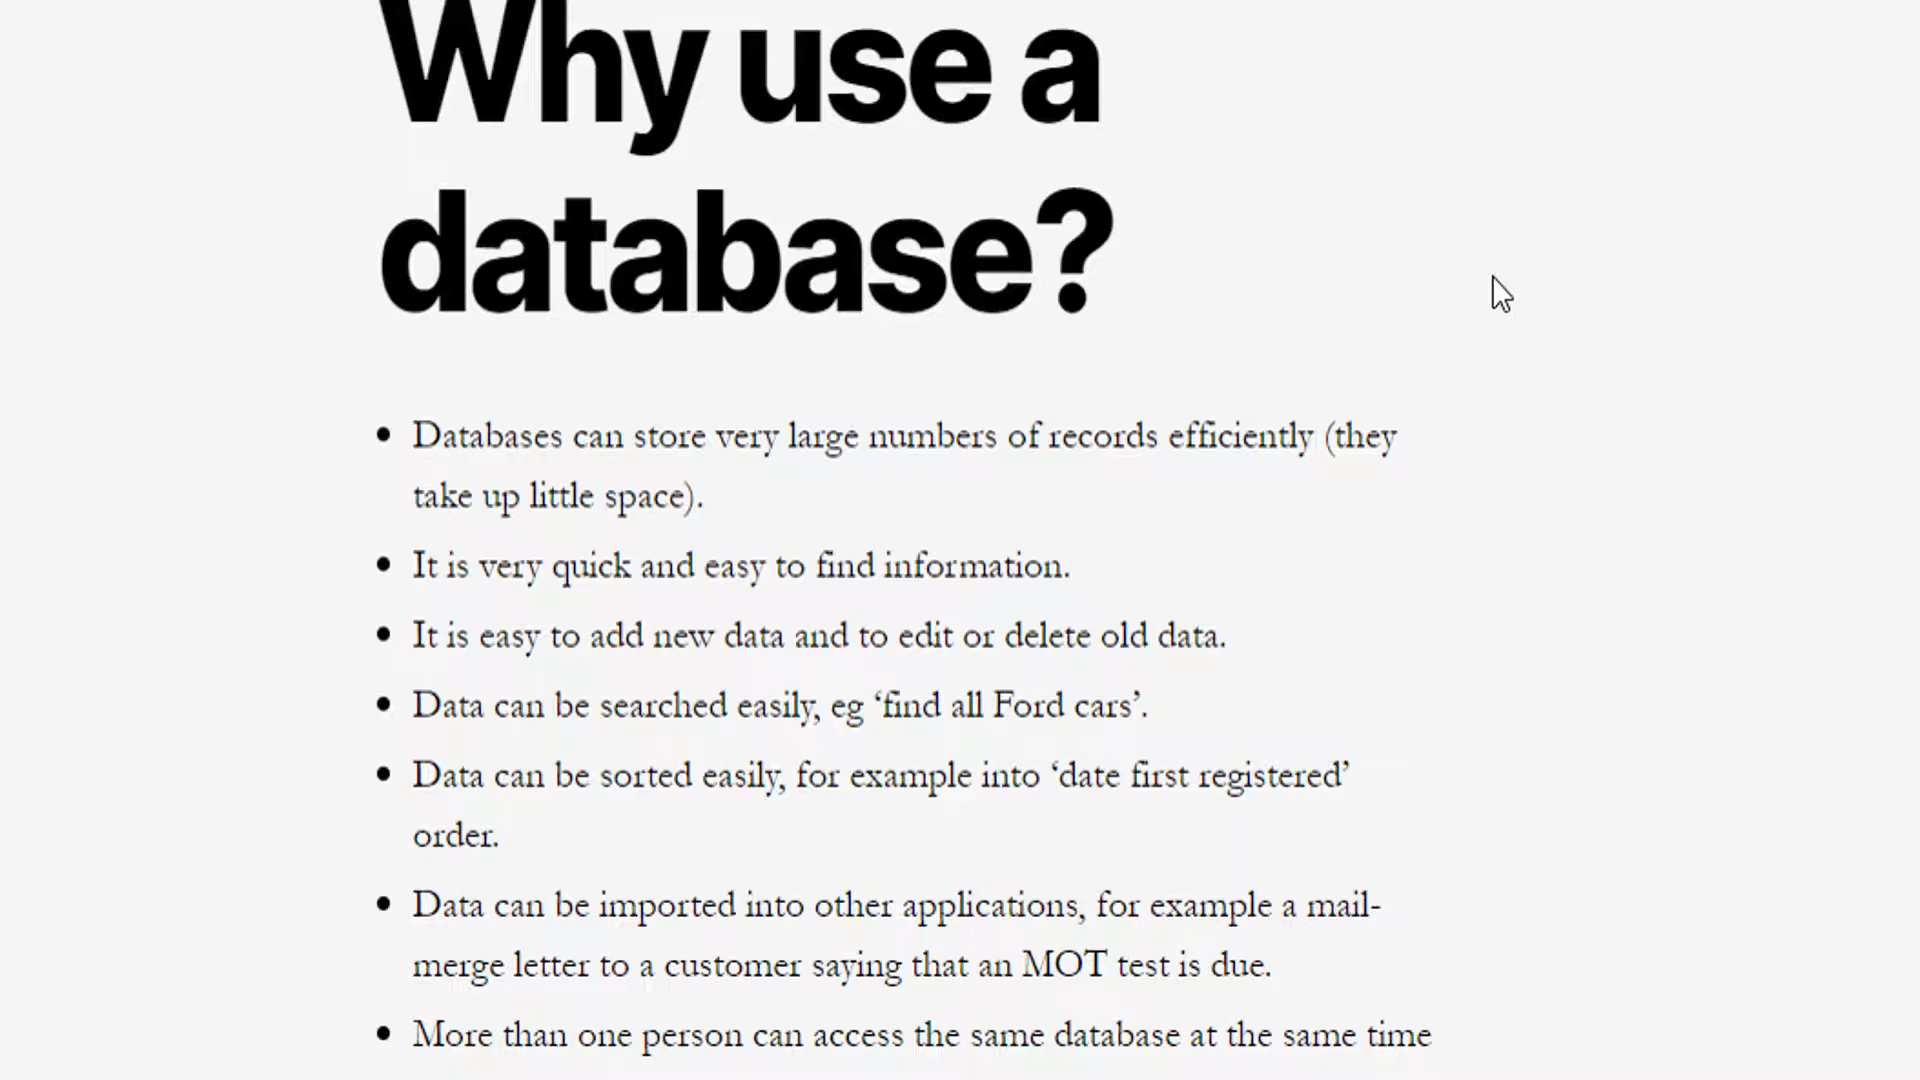 Why use a
database?
• Databases can store very large numbers of records efficiently (they
take up little space).
• It is very quick and easy to find information.
• It is easy to add new data and to edit or delete old data.
• Data can be searched easily, eg ‘find all Ford cars’.
• Data can be sorted easily, for example into ‘date first registered’
order.
• Data can be imported into other applications, for example a mail-
merge letter to a customer saying that an MOT test is due.
• More than one person can access the same database at the same time